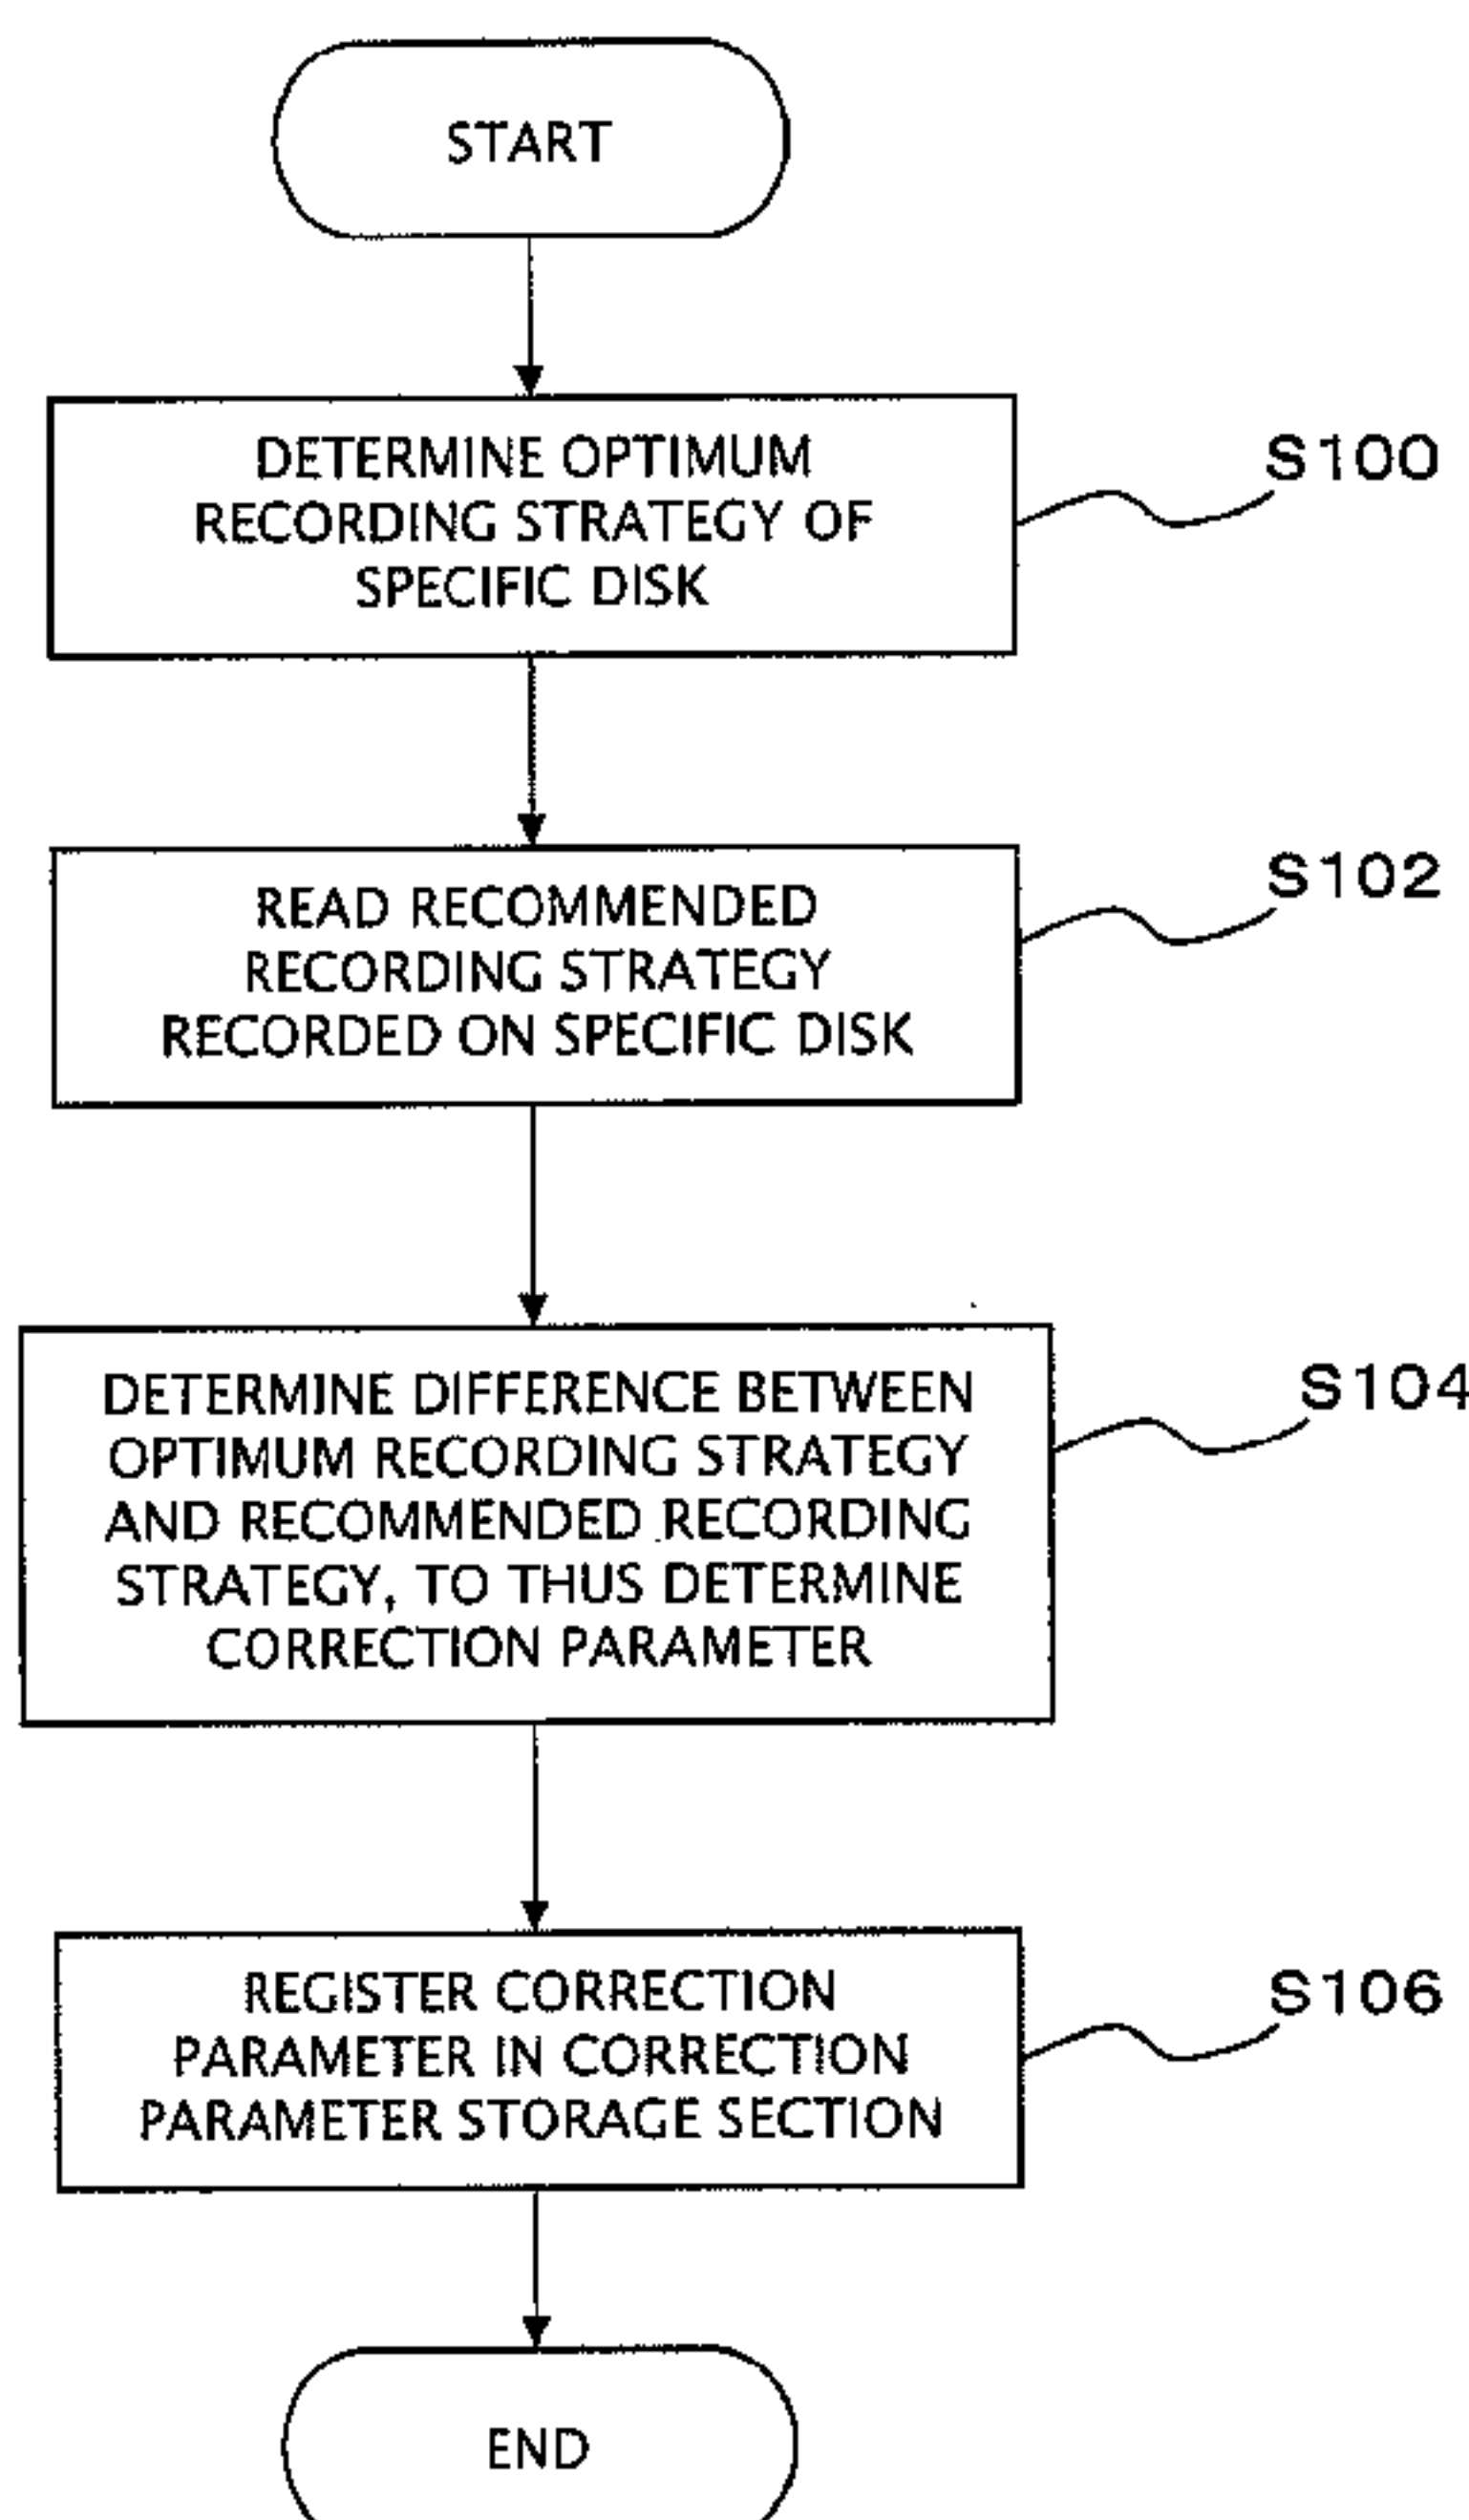 START
DETERMINE OPTIMUM
RECORDING STRATEGY OF
SPECIFIC DISK
S100
READ RECOMMENDED
RECORDING STRATEGY
RECORDED ON SPECIFIC DISK
S102
DETERMINE DIFFERENCE BETWEEN
OPTIMUM RECORDING STRATEGY
AND RECOMMENDED RECORDING
STRATEGY, TO THUS DETERMINE
CORRECTION PARAMETER
S104
REGISTER CORRECTION
PARAMETER IN CORRECTION
PARAMETER STORAGE SECTION
S106
END